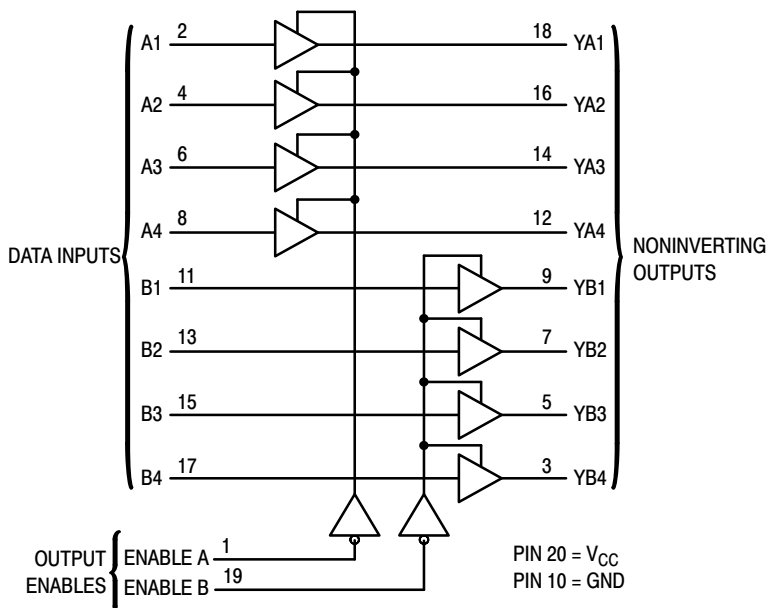 A1 2 18 YA1
A2 4 16 YA2
A3 6 14 YA3
A4 8 12 YA4
DATA INPUTS
NONINVERTING
OUTPUTS
B1 11 9 YB1
B2 13 7 YB2
B3 15 5 YB3
B4 17 3 YB4
OUTPUT
ENABLES
ENABLE A 1
ENABLE B 19
PIN 20 = VCC
PIN 10 = GND